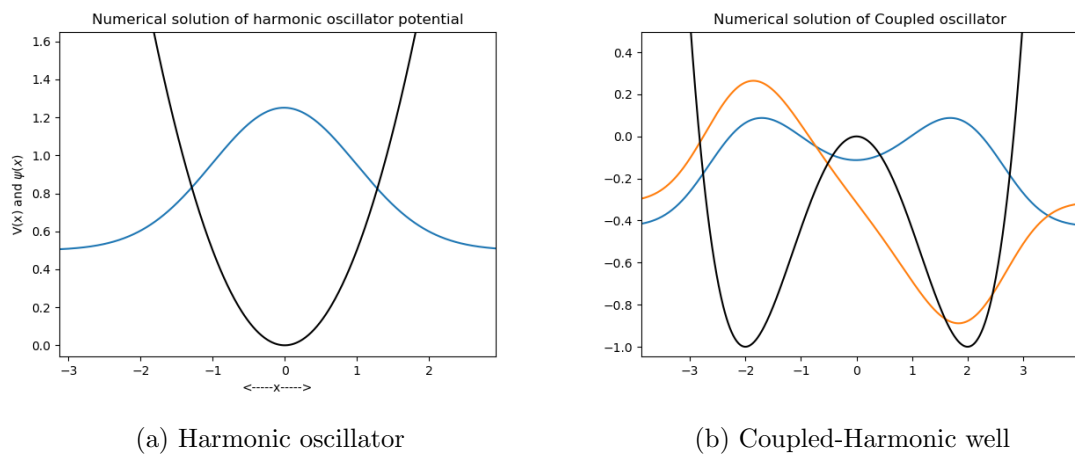 Numerical solution of harmonic oscillator potential
1.6
1.4
1.2
1.0
0.8
0.6
0.4
0.2
0.0
V(x) and ψ(x)
−3 −2 −1 0 1 2
<-----x----->
(a) Harmonic oscillator
Numerical solution of Coupled oscillator
0.4
0.2
0.0
−0.2
−0.4
−0.6
−0.8
−1.0
−3 −2 −1 0 1 2 3
(b) Coupled-Harmonic well